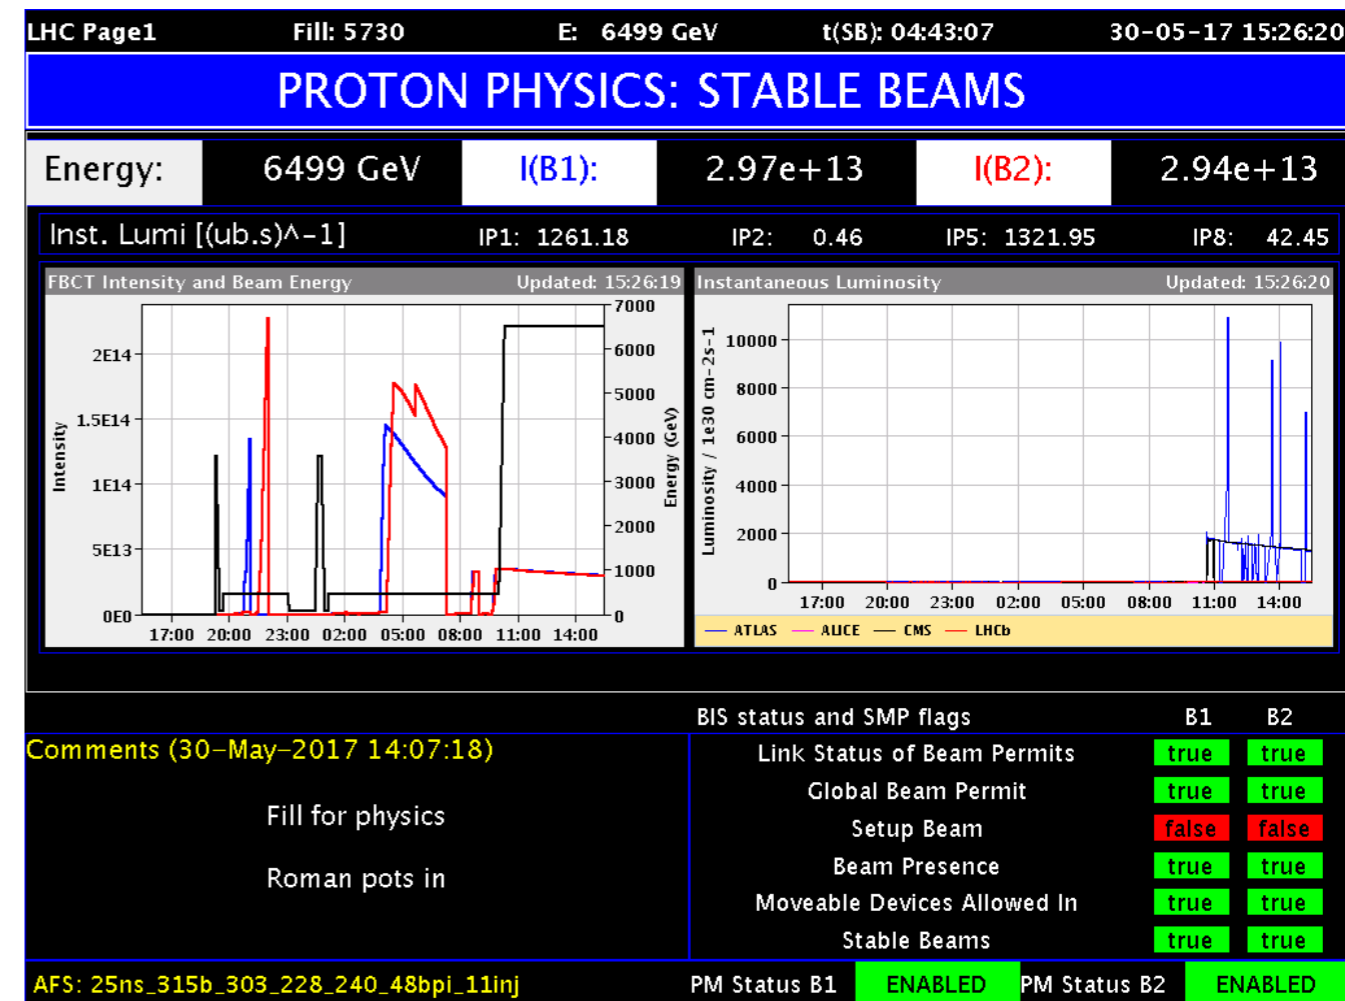 LHC Page1 Fill: 5730 E: 6499 GeV t(SB): 04:43:07 30-05-17 15:26:20
PROTON PHYSICS: STABLE BEAMS
Energy: 6499 GeV I(B1): 2.97e+13 I(B2): 2.94e+13
Inst. Lumi [(ub.s)^-1] IP1: 1261.18 IP2: 0.46 IP5: 1321.95 IP8: 42.45
FBCT Intensity and Beam Energy Updated: 15:26:19
Intensity
2E14
1.5E14
1E14
5E13
0E0
7000
6000
5000
4000
3000
2000
1000
0
Energy (GeV)
17:00 20:00 23:00 02:00 05:00 08:00 11:00 14:00
Instantaneous Luminosity Updated: 15:26:20
Luminosity / 1e30 cm-2s-1
10000
8000
6000
4000
2000
0
17:00 20:00 23:00 02:00 05:00 08:00 11:00 14:00
ATLAS ALICE CMS LHCb
BIS status and SMP flags B1 B2
Comments (30-May-2017 14:07:18)
Fill for physics
Roman pots in
Link Status of Beam Permits true true
Global Beam Permit true true
Setup Beam false false
Beam Presence true true
Moveable Devices Allowed In true true
Stable Beams true true
AFS: 25ns_315b_303_228_240_48bpi_11inj PM Status B1 ENABLED PM Status B2 ENABLED